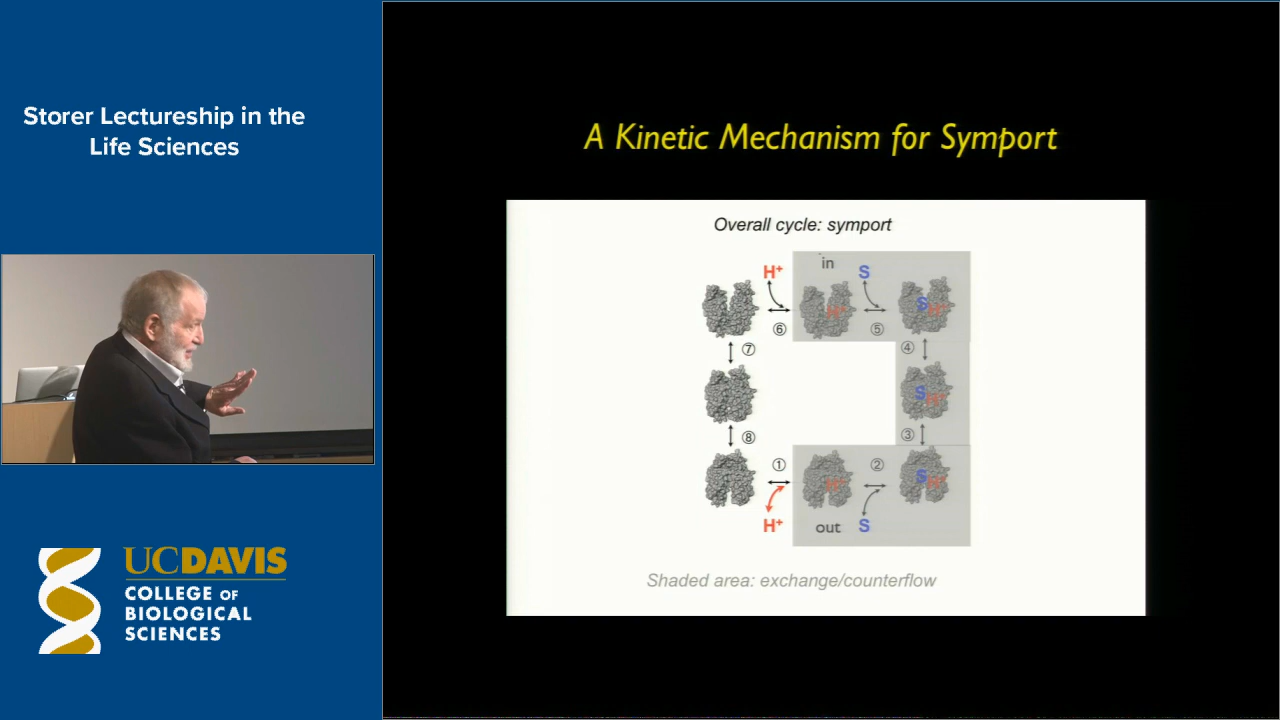 Storer Lectureship in the
Life Sciences
UCDAVIS
COLLEGE OF
BIOLOGICAL
SCIENCES
A Kinetic Mechanism for Symport
Overall cycle: symport
H⁺ in S
H⁺ S H⁺
⑥ ⑤
⑦ ④
S H⁺
⑧ ③
① ②
H⁺ S H⁺
H⁺ out S
Shaded area: exchange/counterflow